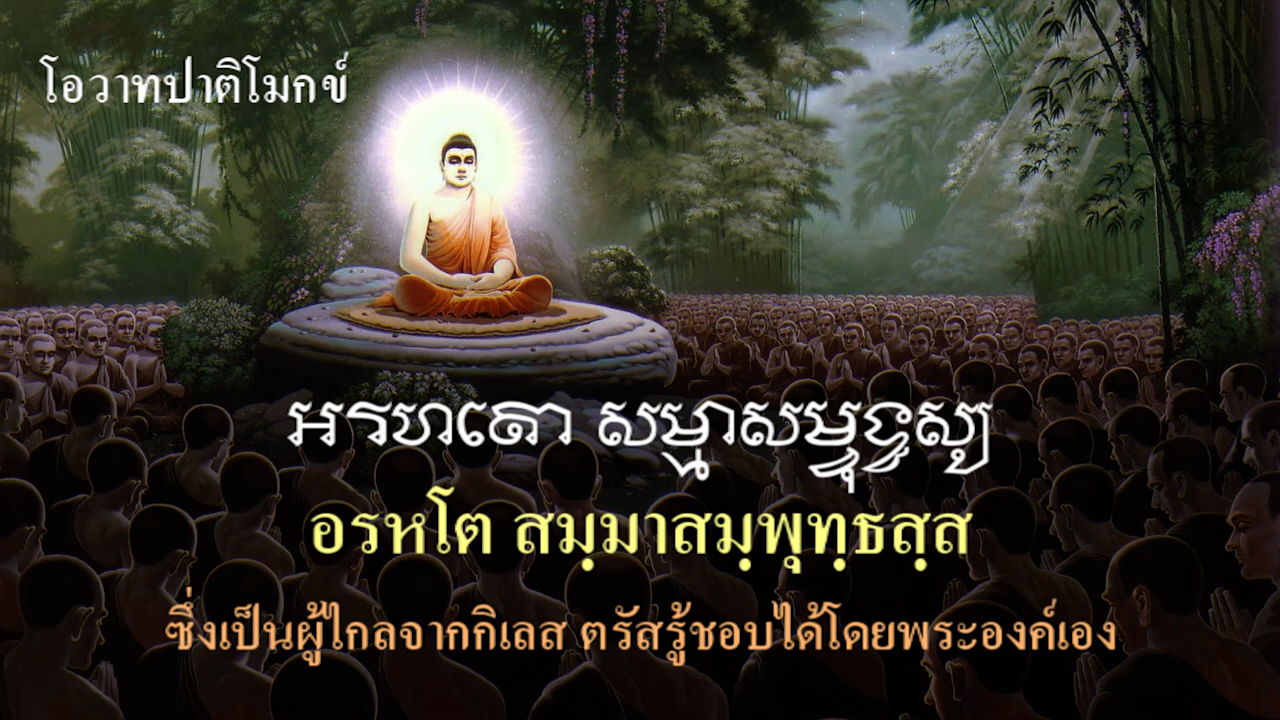 โอวาทปาติโมกข์
អរហតោ សម្មាសម្ពុទ្ធស្ស
อรหโต สมฺมาสมฺพุทฺธสฺส
ซึ่งเป็นผู้ไกลจากกิเลส ตรัสรู้ชอบได้โดยพระองค์เอง